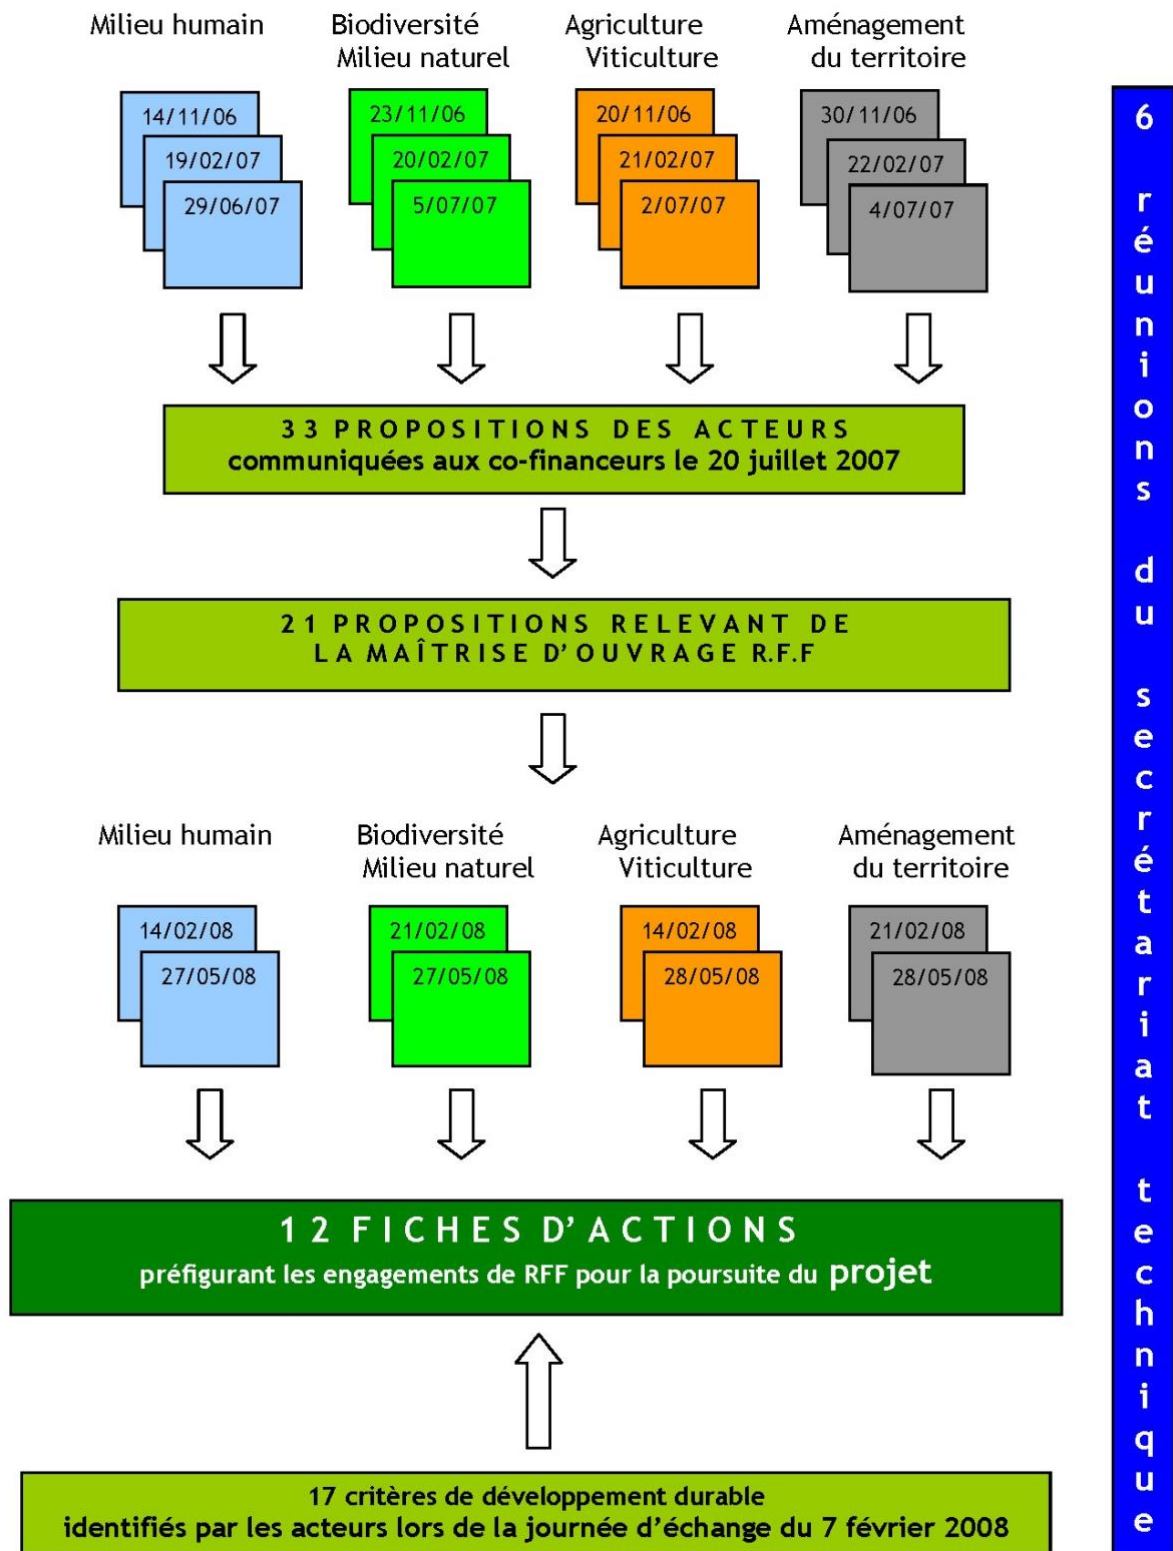 Milieu humain
Biodiversité
Milieu naturel
Agriculture
Viticulture
Aménagement
du territoire
14/11/06
19/02/07
29/06/07
23/11/06
20/02/07
5/07/07
20/11/06
21/02/07
2/07/07
30/11/06
22/02/07
4/07/07
33 PROPOSITIONS DES ACTEURS
communiquées aux co-financeurs le 20 juillet 2007
21 PROPOSITIONS RELEVANT DE
LA MAÎTRISE D'OUVRAGE R.F.F
Milieu humain
Biodiversité
Milieu naturel
Agriculture
Viticulture
Aménagement
du territoire
14/02/08
27/05/08
21/02/08
27/05/08
14/02/08
28/05/08
21/02/08
28/05/08
12 FICHES D'ACTIONS
préfigurant les engagements de RFF pour la poursuite du projet
17 critères de développement durable
identifiés par les acteurs lors de la journée d'échange du 7 février 2008
6 réunions du secrétariat technique